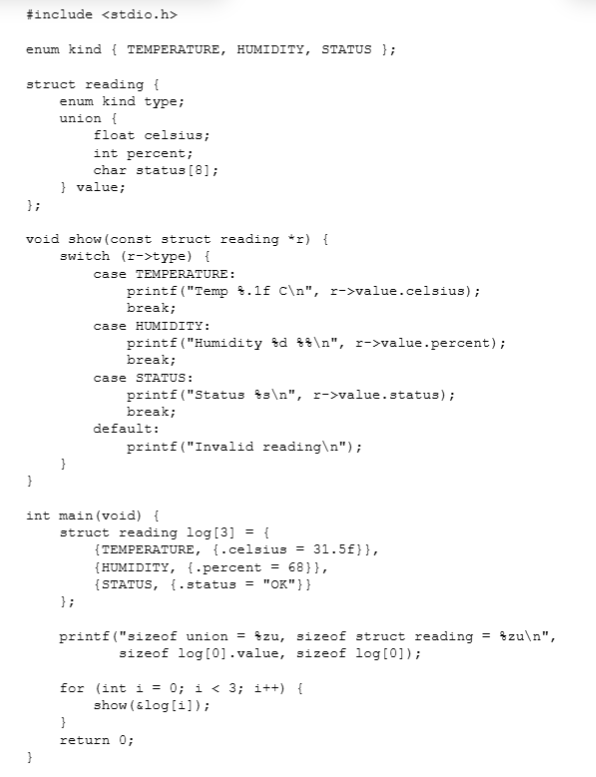 #include <stdio.h>

enum kind { TEMPERATURE, HUMIDITY, STATUS };

struct reading {
    enum kind type;
    union {
        float celsius;
        int percent;
        char status[8];
    } value;
};

void show(const struct reading *r) {
    switch (r->type) {
        case TEMPERATURE:
            printf("Temp %.1f C\n", r->value.celsius);
            break;
        case HUMIDITY:
            printf("Humidity %d %%\n", r->value.percent);
            break;
        case STATUS:
            printf("Status %s\n", r->value.status);
            break;
        default:
            printf("Invalid reading\n");
    }
}

int main(void) {
    struct reading log[3] = {
        {TEMPERATURE, {.celsius = 31.5f}},
        {HUMIDITY, {.percent = 68}},
        {STATUS, {.status = "OK"}}
    };

    printf("sizeof union = %zu, sizeof struct reading = %zu\n",
           sizeof log[0].value, sizeof log[0]);

    for (int i = 0; i < 3; i++) {
        show(&log[i]);
    }
    return 0;
}